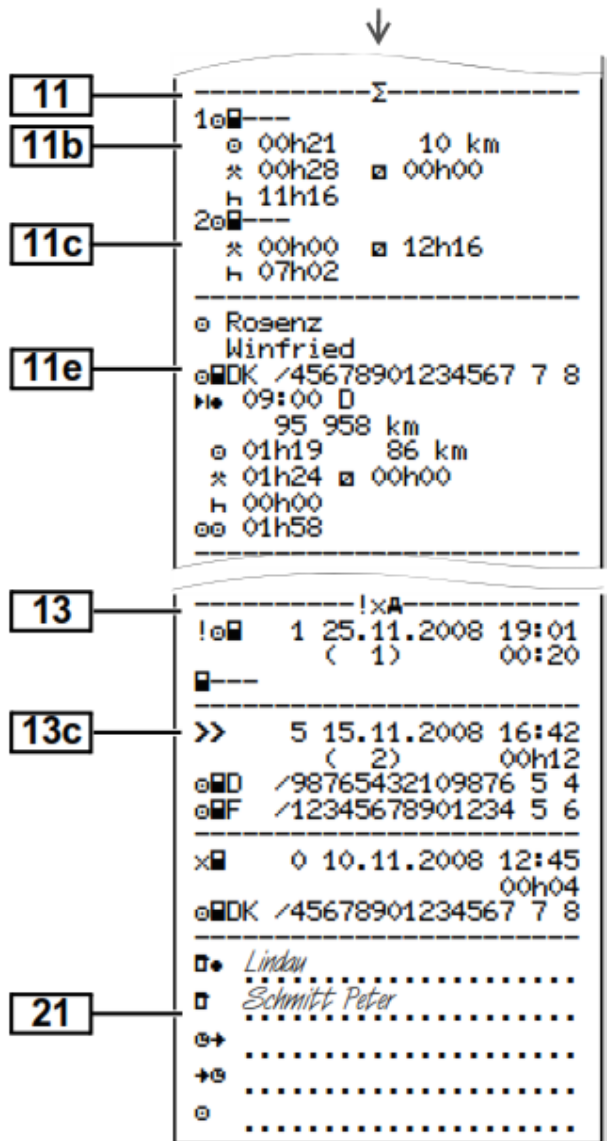 11
-----------Σ------------
1⊙■---
11b
⊙ 00h21 10 km
⚒ 00h28 ⧄ 00h00
h 11h16
2⊙■---
11c
⚒ 00h00 ⧄ 12h16
h 07h02
------------------------
⊙ Rogenz
Winfried
11e
⊙■DK /45678901234567 7 8
09:00 D
95 958 km
⊙ 01h19 86 km
⚒ 01h24 ⧄ 00h00
h 00h00
⊙⊙ 01h58
------------------------
13
----------!×------------
!⊙■ 1 25.11.2008 19:01
( 1) 00:20
■---
------------------------
13c
>> 5 15.11.2008 16:42
( 2) 00h12
⊙■D /98765432109876 5 4
⊙■F /12345678901234 5 6
------------------------
×■ 0 10.11.2008 12:45
00h04
⊙■DK /45678901234567 7 8
------------------------
Lindau
Schmitt Peter
21